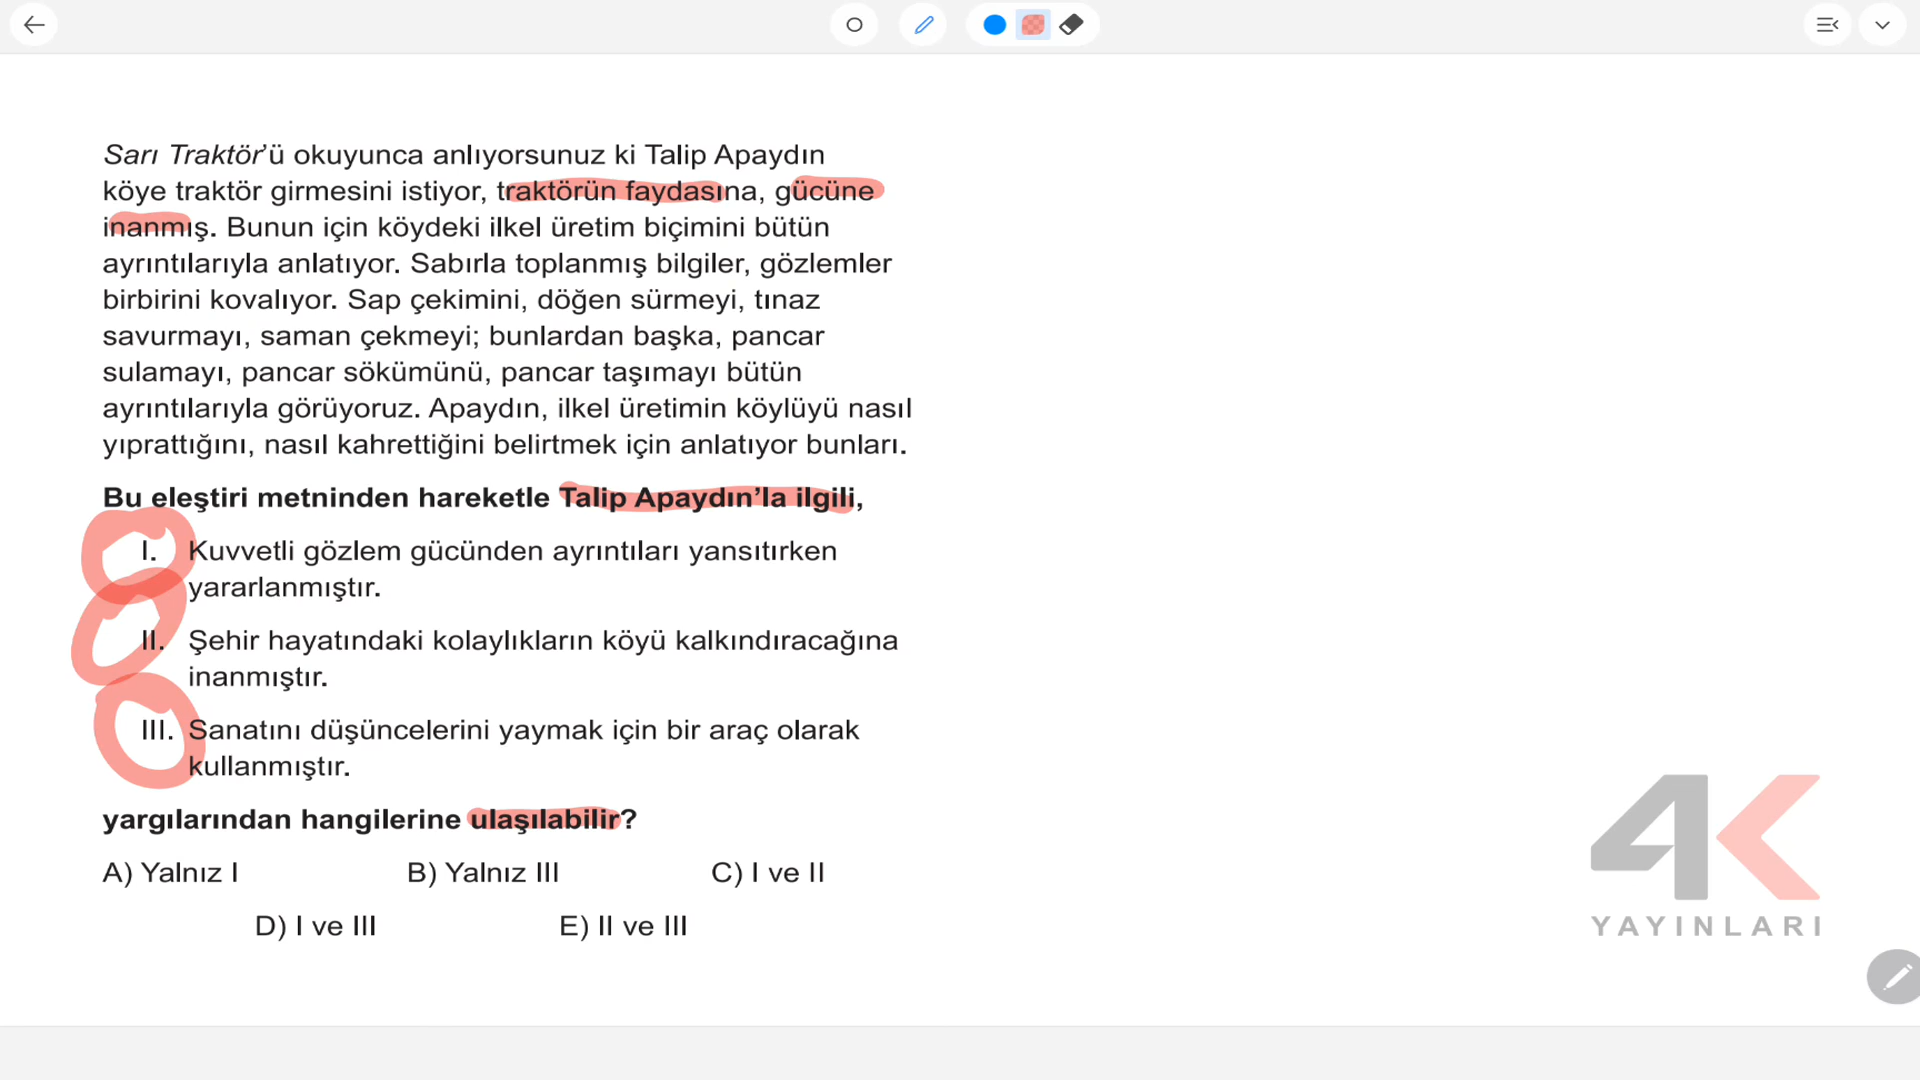 Sarı Traktör'ü okuyunca anlıyorsunuz ki Talip Apaydın
köye traktör girmesini istiyor, traktörün faydasına, gücüne
inanmış. Bunun için köydeki ilkel üretim biçimini bütün
ayrıntılarıyla anlatıyor. Sabırla toplanmış bilgiler, gözlemler
birbirini kovalıyor. Sap çekimini, döğen sürmeyi, tınaz
savurmayı, saman çekmeyi; bunlardan başka, pancar
sulamayı, pancar sökümünü, pancar taşımayı bütün
ayrıntılarıyla görüyoruz. Apaydın, ilkel üretimin köylüyü nasıl
yıprattığını, nasıl kahrettiğini belirtmek için anlatıyor bunları.
Bu eleştiri metninden hareketle Talip Apaydın'la ilgili,
I. Kuvvetli gözlem gücünden ayrıntıları yansıtırken
yararlanmıştır.
II. Şehir hayatındaki kolaylıkların köyü kalkındıracağına
inanmıştır.
III. Sanatını düşüncelerini yaymak için bir araç olarak
kullanmıştır.
yargılarından hangilerine ulaşılabilir?
A) Yalnız I B) Yalnız III C) I ve II
D) I ve III E) II ve III
4K
YAYINLARI